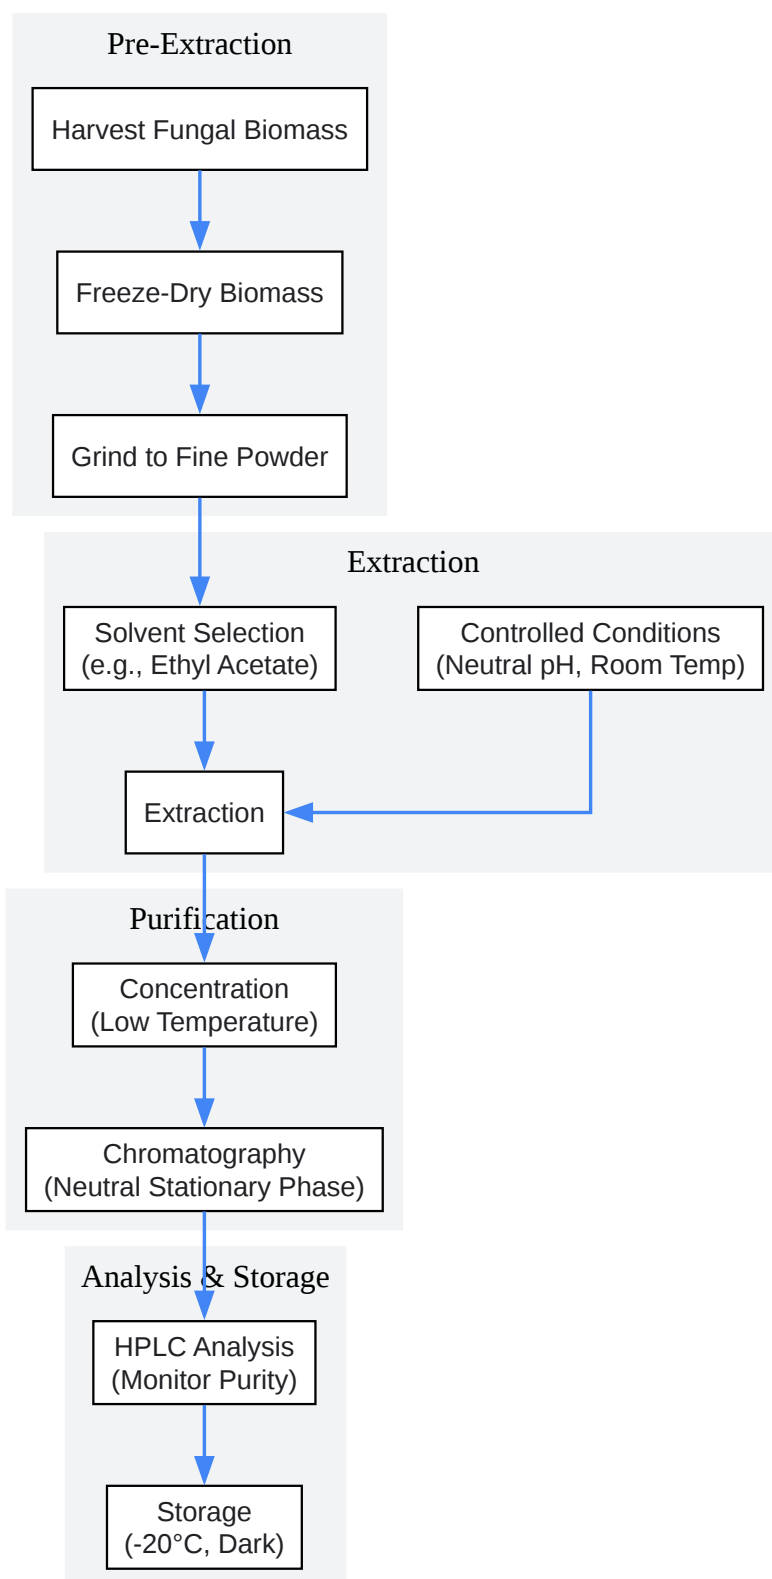 Pre-Extraction
Harvest Fungal Biomass
Freeze-Dry Biomass
Grind to Fine Powder
Extraction
Solvent Selection
(e.g., Ethyl Acetate)
Controlled Conditions
(Neutral pH, Room Temp)
Extraction
Purification
Concentration
(Low Temperature)
Chromatography
(Neutral Stationary Phase)
Analysis & Storage
HPLC Analysis
(Monitor Purity)
Storage
(-20°C, Dark)